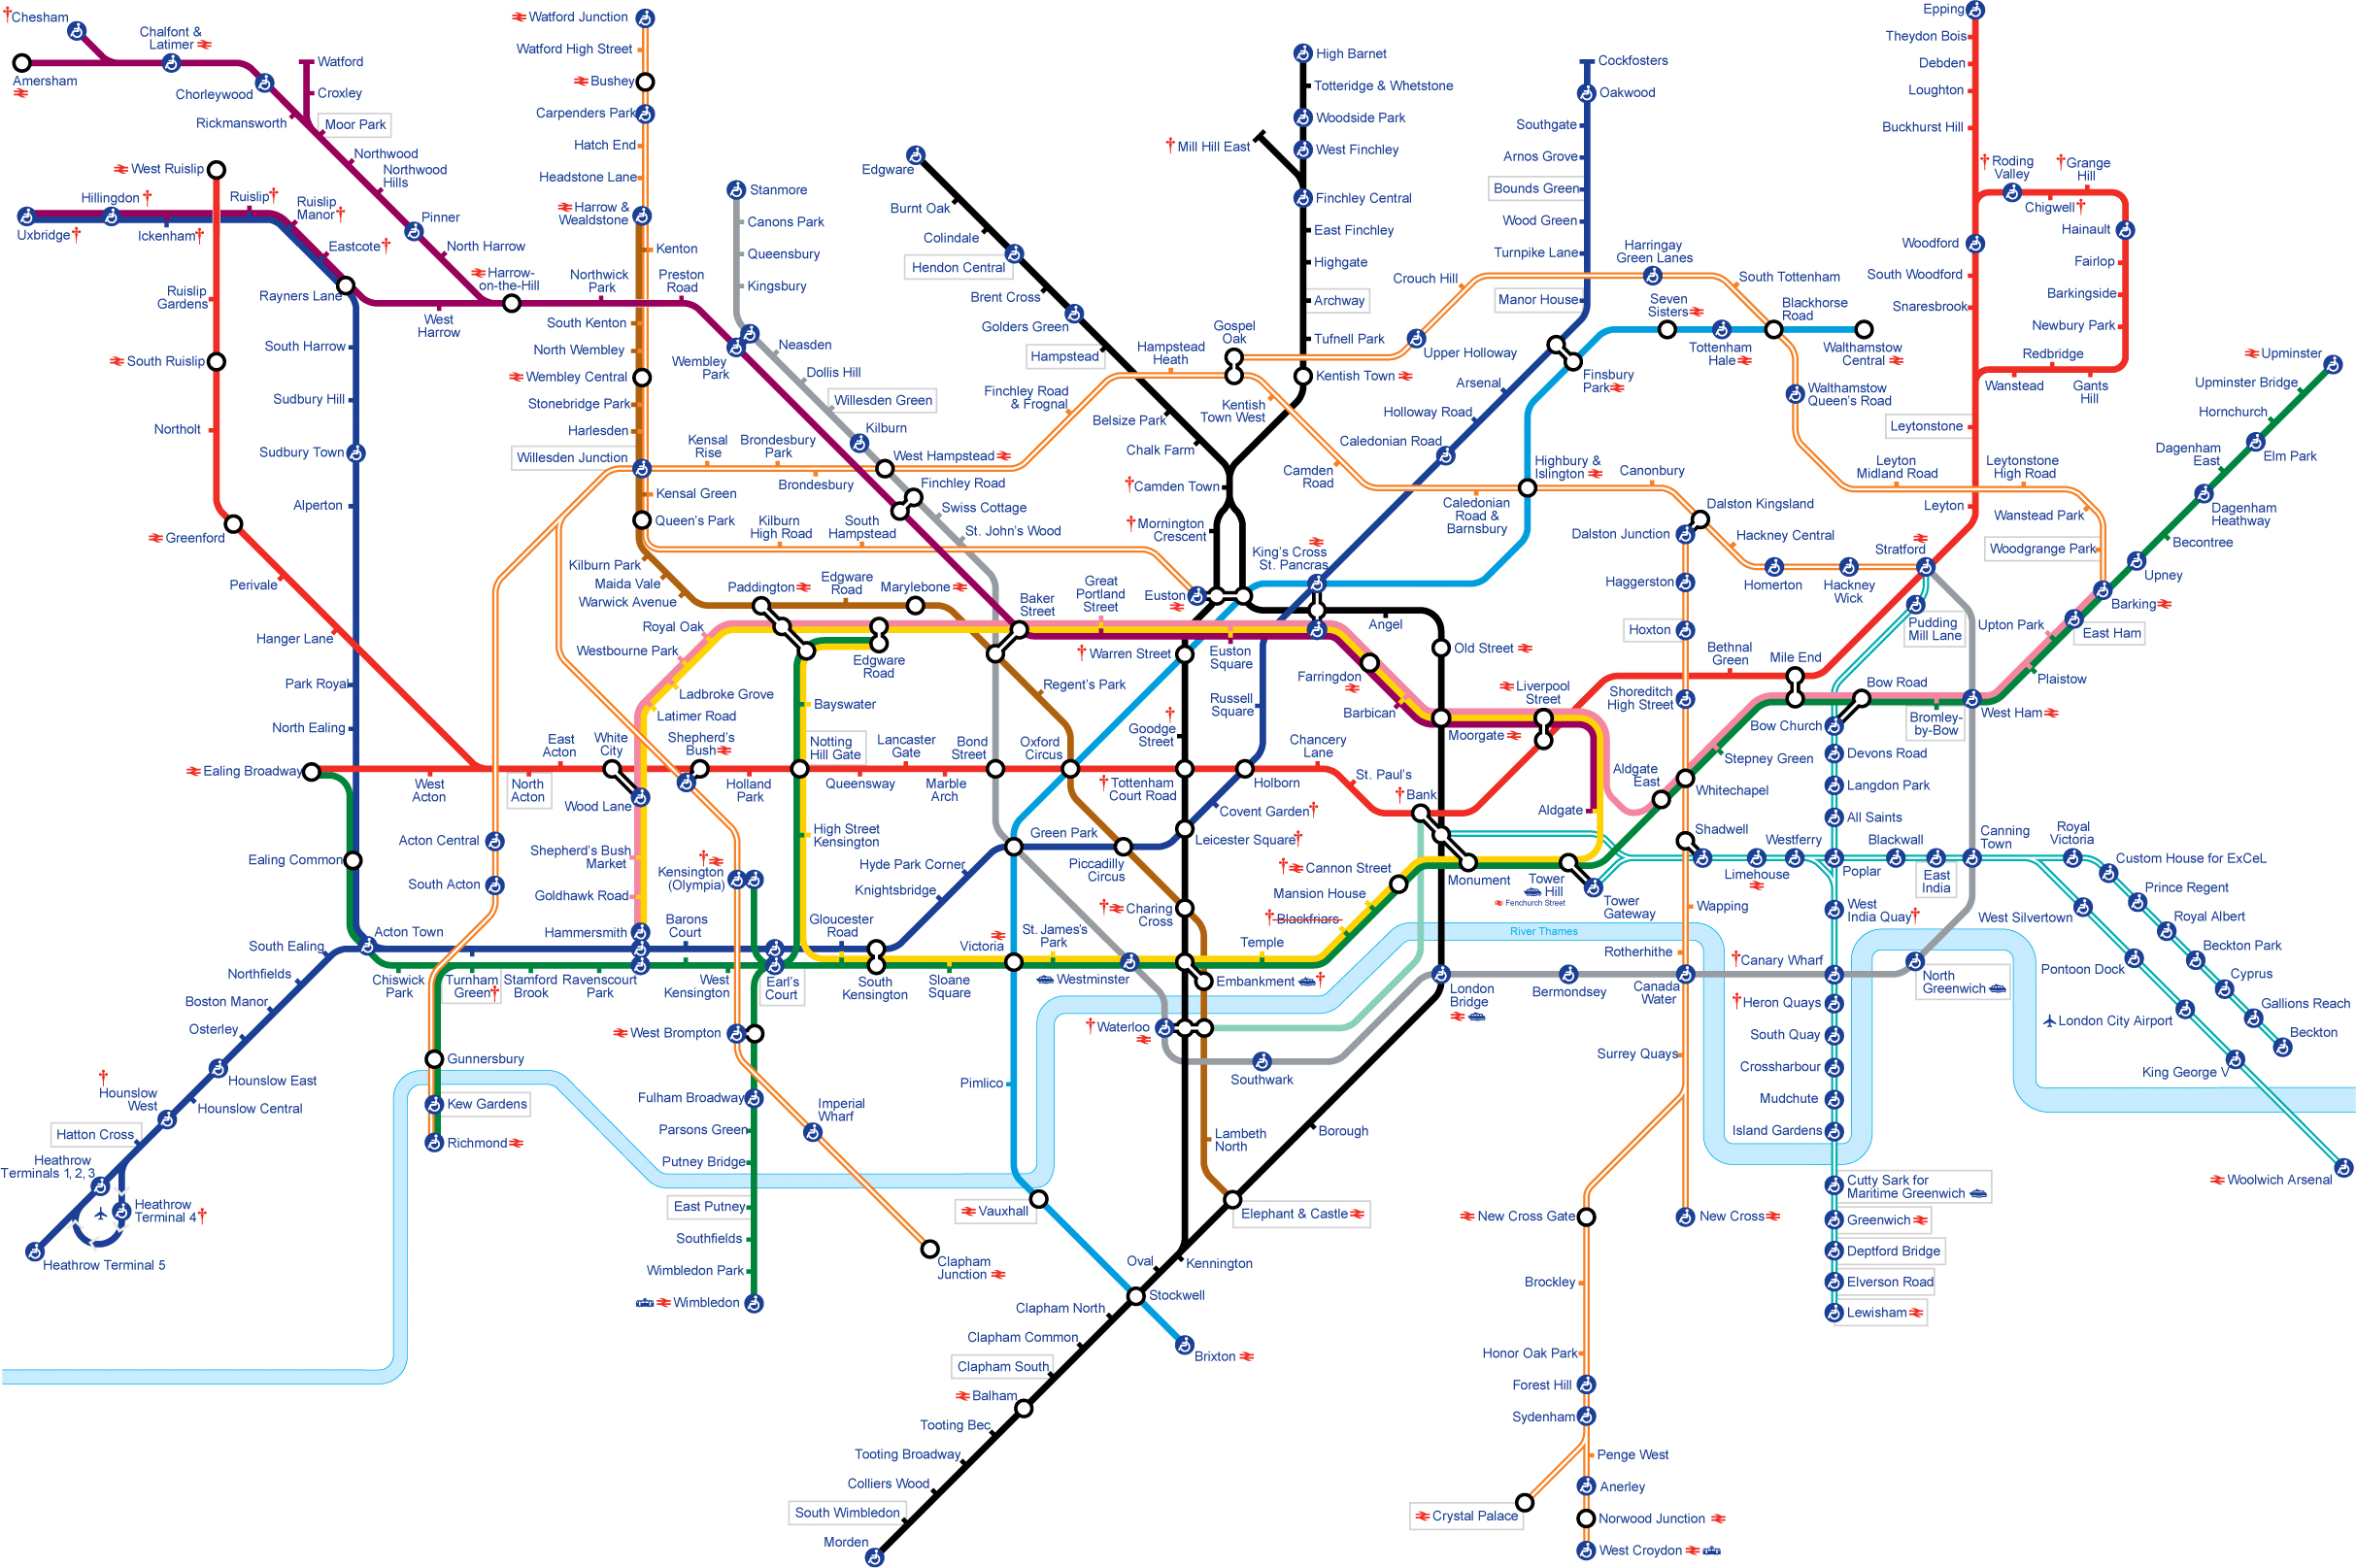 †Chesham
Chalfont &
Latimer
Amersham
Chorleywood
Rickmansworth
Watford
Croxley
Moor Park
Northwood
Northwood
Hills
Pinner
North Harrow
Harrow-
on-the-Hill
Northwick
Park
Preston
Road
West
Harrow
West Ruislip
Hillingdon †
Uxbridge†
Ickenham†
Ruislip†
Ruislip
Manor†
Eastcote†
Rayners Lane
Ruislip
Gardens
South Ruislip
Northolt
Greenford
Perivale
Hanger Lane
South Harrow
Sudbury Hill
Sudbury Town
Alperton
Park Royal
North Ealing
Ealing Broadway
Ealing Common
West
Acton
North
Acton
East
Acton
White
City
Wood Lane
Shepherd's
Bush
Holland
Park
Notting
Hill Gate
Queensway
Lancaster
Gate
Marble
Arch
Bond
Street
Oxford
Circus
†Tottenham
Court Road
Holborn
Chancery
Lane
St. Paul's
†Bank
Watford Junction
Watford High Street
Bushey
Carpenders Park
Hatch End
Headstone Lane
Harrow &
Wealdstone
Kenton
South Kenton
North Wembley
Wembley Central
Stonebridge Park
Harlesden
Willesden Junction
Kensal Green
Queen's Park
Kilburn Park
Maida Vale
Warwick Avenue
Paddington
Edgware
Road
Marylebone
Kensal
Rise
Brondesbury
Park
Brondesbury
Kilburn
High Road
South
Hampstead
Stanmore
Canons Park
Queensbury
Kingsbury
Wembley
Park
Neasden
Dollis Hill
Willesden Green
Kilburn
West Hampstead
Finchley Road
Swiss Cottage
St. John's Wood
Finchley Road
& Frognal
Hampstead
Heath
Gospel
Oak
Kentish
Town West
Camden
Road
Caledonian
Road &
Barnsbury
Edgware
Burnt Oak
Colindale
Hendon Central
Brent Cross
Golders Green
Hampstead
Belsize Park
Chalk Farm
†Camden Town
†Mornington
Crescent
†Mill Hill East
High Barnet
Totteridge & Whetstone
Woodside Park
West Finchley
Finchley Central
East Finchley
Highgate
Archway
Tufnell Park
Kentish Town
Cockfosters
Oakwood
Southgate
Arnos Grove
Bounds Green
Wood Green
Turnpike Lane
Manor House
Crouch Hill
Upper Holloway
Harringay
Green Lanes
South Tottenham
Seven
Sisters
Blackhorse
Road
Tottenham
Hale
Walthamstow
Central
Finsbury
Park
Arsenal
Holloway Road
Caledonian Road
Highbury &
Islington
Canonbury
Walthamstow
Queen's Road
Leyton
Midland Road
Leytonstone
High Road
Wanstead Park
Woodgrange Park
Epping
Theydon Bois
Debden
Loughton
Buckhurst Hill
† Roding
Valley
†Grange
Hill
Chigwell†
Woodford
Hainault
South Woodford
Fairlop
Snaresbrook
Barkingside
Newbury Park
Redbridge
Wanstead
Gants
Hill
Leytonstone
Leyton
Stratford
Upminster
Upminster Bridge
Hornchurch
Elm Park
Dagenham
East
Dagenham
Heathway
Becontree
Upney
Barking
East Ham
Upton Park
Plaistow
West Ham
Dalston Kingsland
Dalston Junction
Hackney Central
Homerton
Hackney
Wick
Haggerston
Hoxton
Shoreditch
High Street
Pudding
Mill Lane
Bethnal
Green
Mile End
Bow Road
Bow Church
Bromley-
by-Bow
Stepney Green
Whitechapel
Aldgate
East
Aldgate
Devons Road
Langdon Park
All Saints
Shadwell
Westferry
Limehouse
Poplar
Blackwall
East
India
Canning
Town
Royal
Victoria
Custom House for ExCeL
Prince Regent
Royal Albert
Beckton Park
Cyprus
Gallions Reach
Beckton
West Silvertown
Pontoon Dock
London City Airport
King George V
Woolwich Arsenal
Royal Oak
Westbourne Park
Ladbroke Grove
Latimer Road
Shepherd's Bush
Market
Goldhawk Road
Hammersmith
Edgware
Road
Bayswater
High Street
Kensington
Baker
Street
Great
Portland
Street
Euston
King's Cross
St. Pancras
Angel
Old Street
† Warren Street
Euston
Square
Regent's Park
Farringdon
Barbican
Moorgate
Liverpool
Street
Russell
Square
†
Goodge
Street
Covent Garden†
Leicester Square†
Green Park
Piccadilly
Circus
Hyde Park Corner
Knightsbridge
† Cannon Street
Mansion House
† Blackfriars
Monument
Tower
Hill
Fenchurch Street
Tower
Gateway
Temple
River Thames
†Charing
Cross
Embankment †
Westminster
St. James's
Park
Victoria
Sloane
Square
South
Kensington
Gloucester
Road
Earl's
Court
Barons
Court
West
Kensington
†
Kensington
(Olympia)
Acton Central
South Acton
Acton Town
South Ealing
Northfields
Boston Manor
Osterley
Hounslow East
Hounslow Central
†
Hounslow
West
Hatton Cross
Heathrow
Terminals 1, 2, 3
Heathrow
Terminal 4†
Heathrow Terminal 5
Chiswick
Park
Turnham
Green†
Stamford
Brook
Ravenscourt
Park
Gunnersbury
Kew Gardens
Richmond
West Brompton
Fulham Broadway
Parsons Green
Putney Bridge
East Putney
Southfields
Wimbledon Park
Wimbledon
Imperial
Wharf
Clapham
Junction
Pimlico
Vauxhall
†Waterloo
Southwark
Lambeth
North
Elephant & Castle
Borough
London
Bridge
Bermondsey
Canada
Water
Wapping
Rotherhithe
Surrey Quays
†Canary Wharf
West
India Quay†
†Heron Quays
South Quay
Crossharbour
Mudchute
Island Gardens
Cutty Sark for
Maritime Greenwich
Greenwich
Deptford Bridge
Elverson Road
Lewisham
North
Greenwich
New Cross Gate
New Cross
Brockley
Honor Oak Park
Forest Hill
Sydenham
Penge West
Anerley
Crystal Palace
Norwood Junction
West Croydon
Kennington
Oval
Stockwell
Brixton
Clapham North
Clapham Common
Clapham South
Balham
Tooting Bec
Tooting Broadway
Colliers Wood
South Wimbledon
Morden